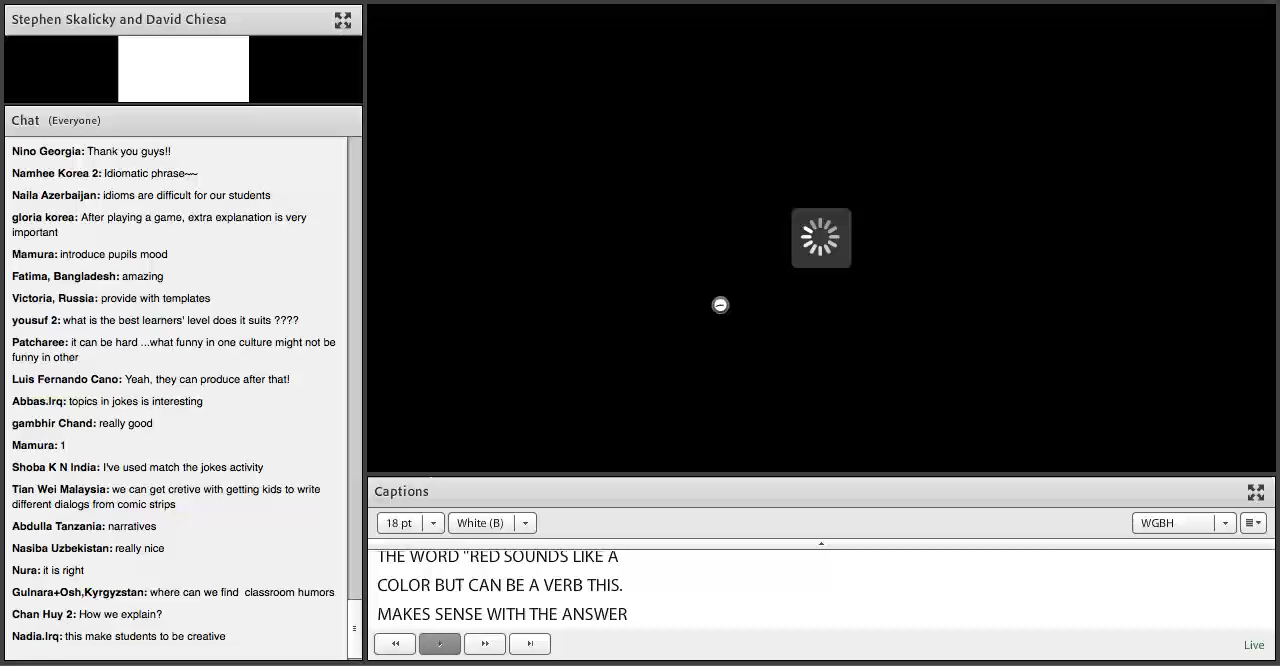 Stephen Skalicky and David Chiesa
Chat (Everyone)
Nino Georgia: Thank you guys!!
Namhee Korea 2: Idiomatic phrase~~
Naila Azerbaijan: idioms are difficult for our students
gloria korea: After playing a game, extra explanation is very
important
Mamura: introduce pupils mood
Fatima, Bangladesh: amazing
Victoria, Russia: provide with templates
yousuf 2: what is the best learners' level does it suits ????
Patcharee: it can be hard ...what funny in one culture might not be
funny in other
Luis Fernando Cano: Yeah, they can produce after that!
Abbas.Irq: topics in jokes is interesting
gambhir Chand: really good
Mamura: 1
Shoba K N India: I've used match the jokes activity
Tian Wei Malaysia: we can get cretive with getting kids to write
different dialogs from comic strips
Abdulla Tanzania: narratives
Nasiba Uzbekistan: really nice
Nura: it is right
Gulnara+Osh,Kyrgyzstan: where can we find  classroom humors
Chan Huy 2: How we explain?
Nadia.Irq: this make students to be creative
Captions
18 pt White (B) WGBH
THE WORD "RED SOUNDS LIKE A
COLOR BUT CAN BE A VERB THIS.
MAKES SENSE WITH THE ANSWER
Live